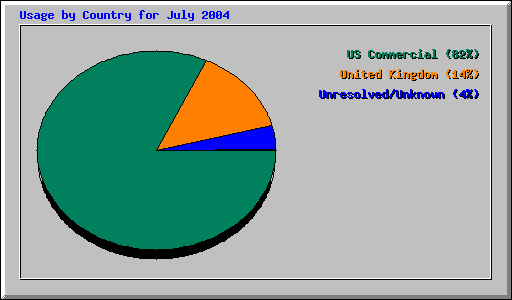 Usage by Country for July 2004
US Commercial (82%)
United Kingdom (14%)
Unresolved/Unknown (4%)